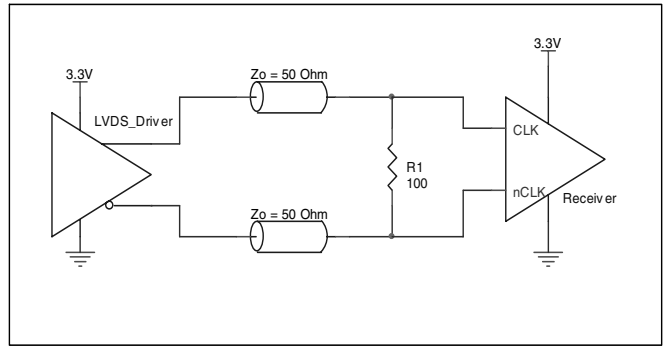 3.3V
Zo = 50 Ohm
3.3V
LVDS_Driver
CLK
R1
100
nCLK
Receiver
Zo = 50 Ohm